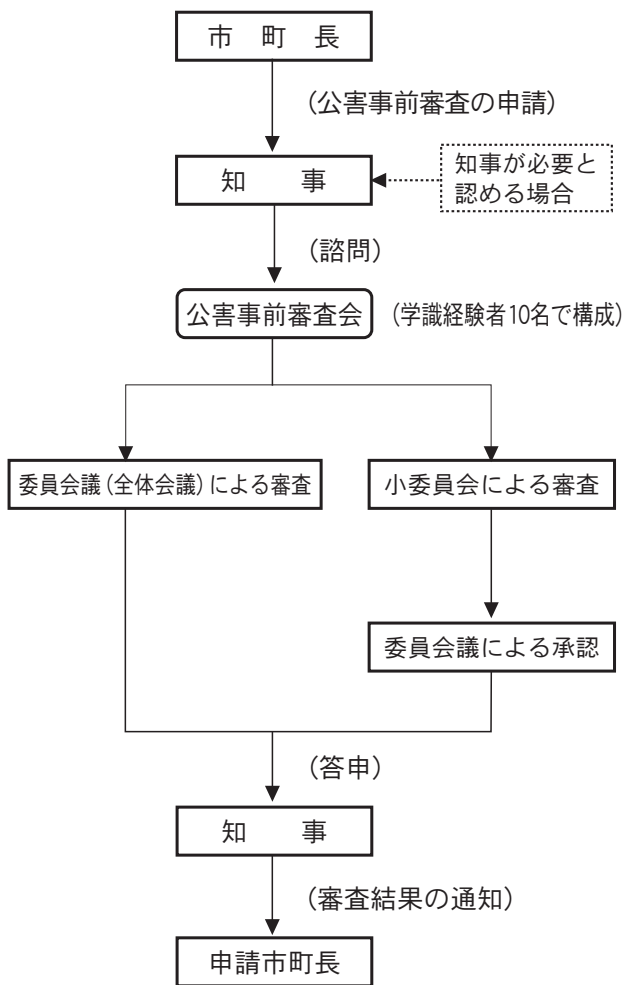 市　町　長
（公害事前審査の申請）
知　　事
知事が必要と
認める場合
（諮問）
公害事前審査会
（学識経験者10名で構成）
委員会議（全体会議）による審査
小委員会による審査
委員会議による承認
（答申）
知　　事
（審査結果の通知）
申請市町長